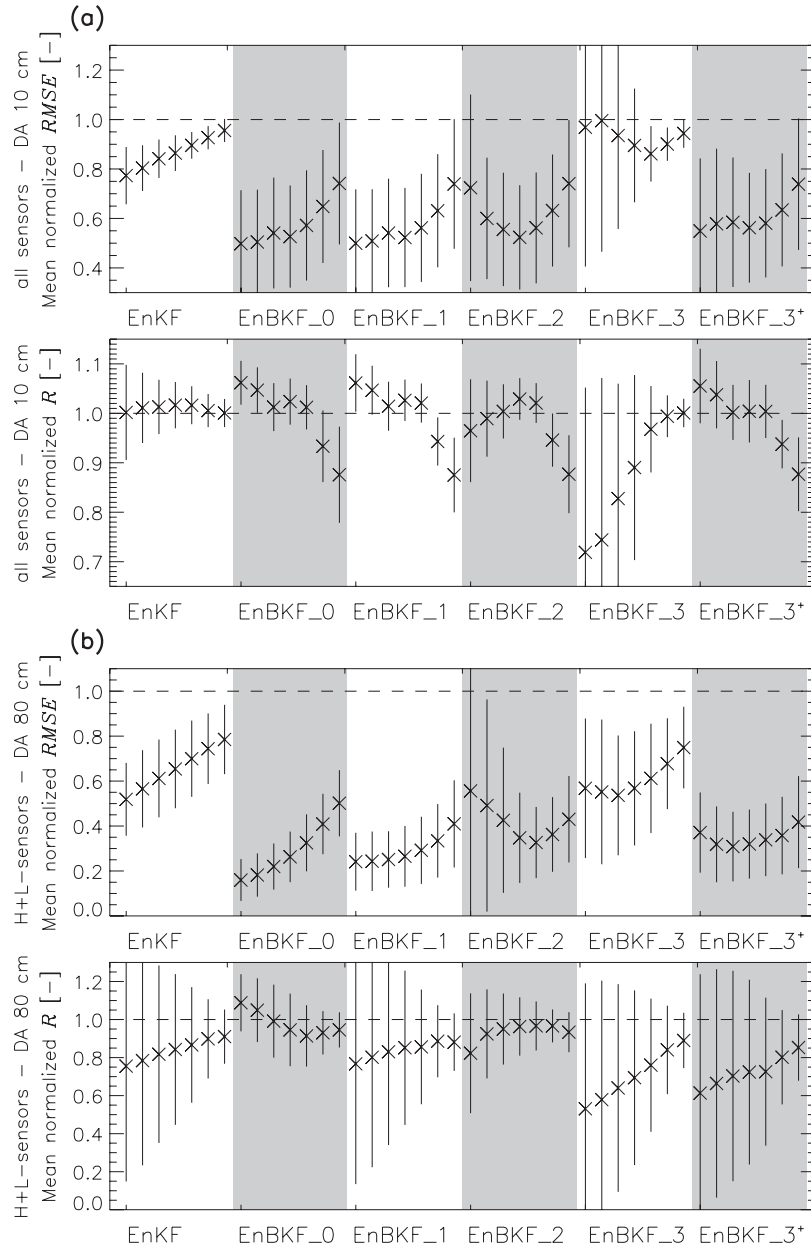 (a)
all sensors – DA 10 cm
Mean normalized RMSE [–]
1.2
1.0
0.8
0.6
0.4
EnKF EnBKF_0 EnBKF_1 EnBKF_2 EnBKF_3 EnBKF_3⁺
all sensors – DA 10 cm
Mean normalized R [–]
1.1
1.0
0.9
0.8
0.7
EnKF EnBKF_0 EnBKF_1 EnBKF_2 EnBKF_3 EnBKF_3⁺
(b)
H+L–sensors – DA 80 cm
Mean normalized RMSE [–]
1.0
0.8
0.6
0.4
0.2
0.0
EnKF EnBKF_0 EnBKF_1 EnBKF_2 EnBKF_3 EnBKF_3⁺
H+L–sensors – DA 80 cm
Mean normalized R [–]
1.2
1.0
0.8
0.6
0.4
0.2
0.0
EnKF EnBKF_0 EnBKF_1 EnBKF_2 EnBKF_3 EnBKF_3⁺